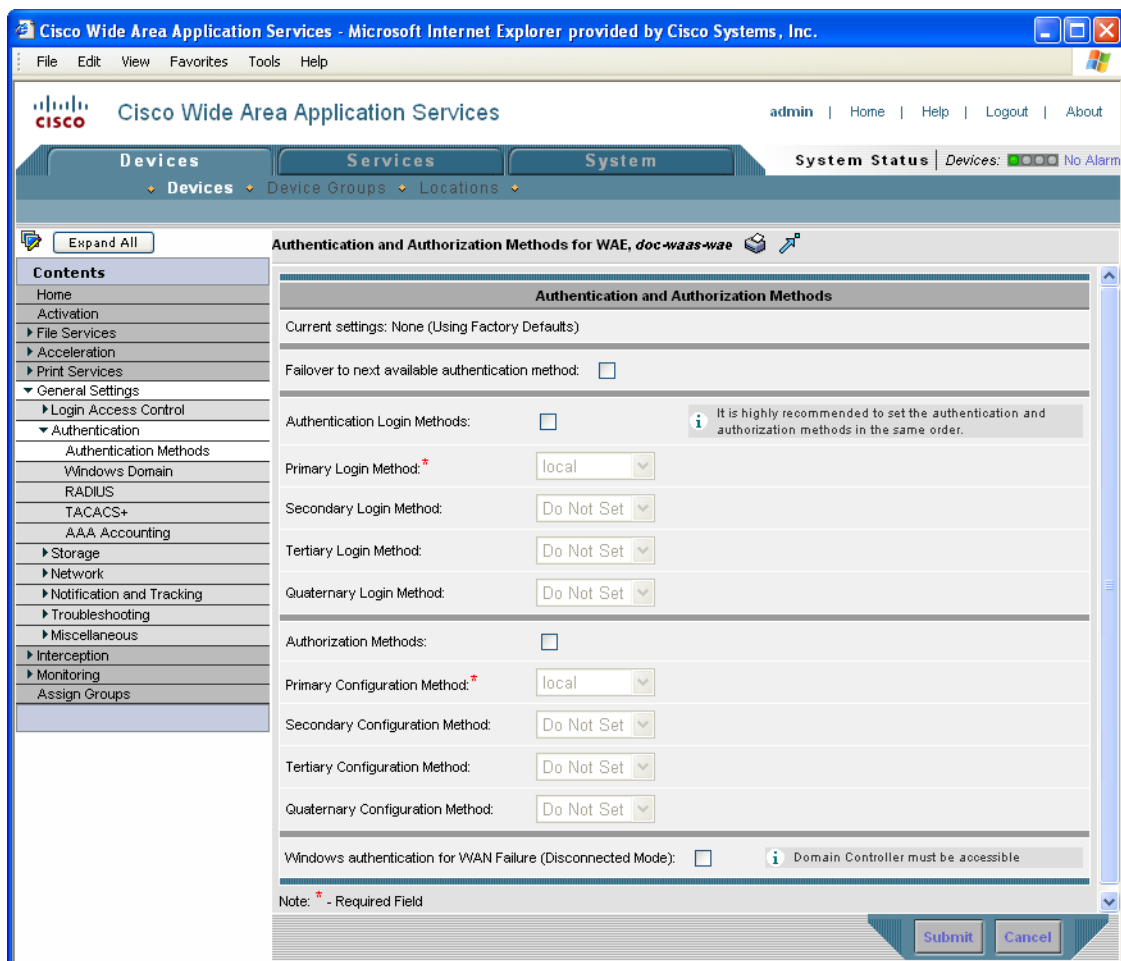 Cisco Wide Area Application Services - Microsoft Internet Explorer provided by Cisco Systems, Inc.
File Edit View Favorites Tools Help
CISCO Cisco Wide Area Application Services
admin | Home | Help | Logout | About
Devices Services System
System Status | Devices: No Alarm
Devices Device Groups Locations
Expand All
Authentication and Authorization Methods for WAE, doc-waas-wae
Contents
Home
Activation
File Services
Acceleration
Print Services
General Settings
Login Access Control
Authentication
Authentication Methods
Windows Domain
RADIUS
TACACS+
AAA Accounting
Storage
Network
Notification and Tracking
Troubleshooting
Miscellaneous
Interception
Monitoring
Assign Groups
Authentication and Authorization Methods
Current settings: None (Using Factory Defaults)
Failover to next available authentication method:
Authentication Login Methods:
i It is highly recommended to set the authentication and
authorization methods in the same order.
Primary Login Method:* local
Secondary Login Method: Do Not Set
Tertiary Login Method: Do Not Set
Quaternary Login Method: Do Not Set
Authorization Methods:
Primary Configuration Method:* local
Secondary Configuration Method: Do Not Set
Tertiary Configuration Method: Do Not Set
Quaternary Configuration Method: Do Not Set
Windows authentication for WAN Failure (Disconnected Mode): i Domain Controller must be accessible
Note: * - Required Field
Submit Cancel